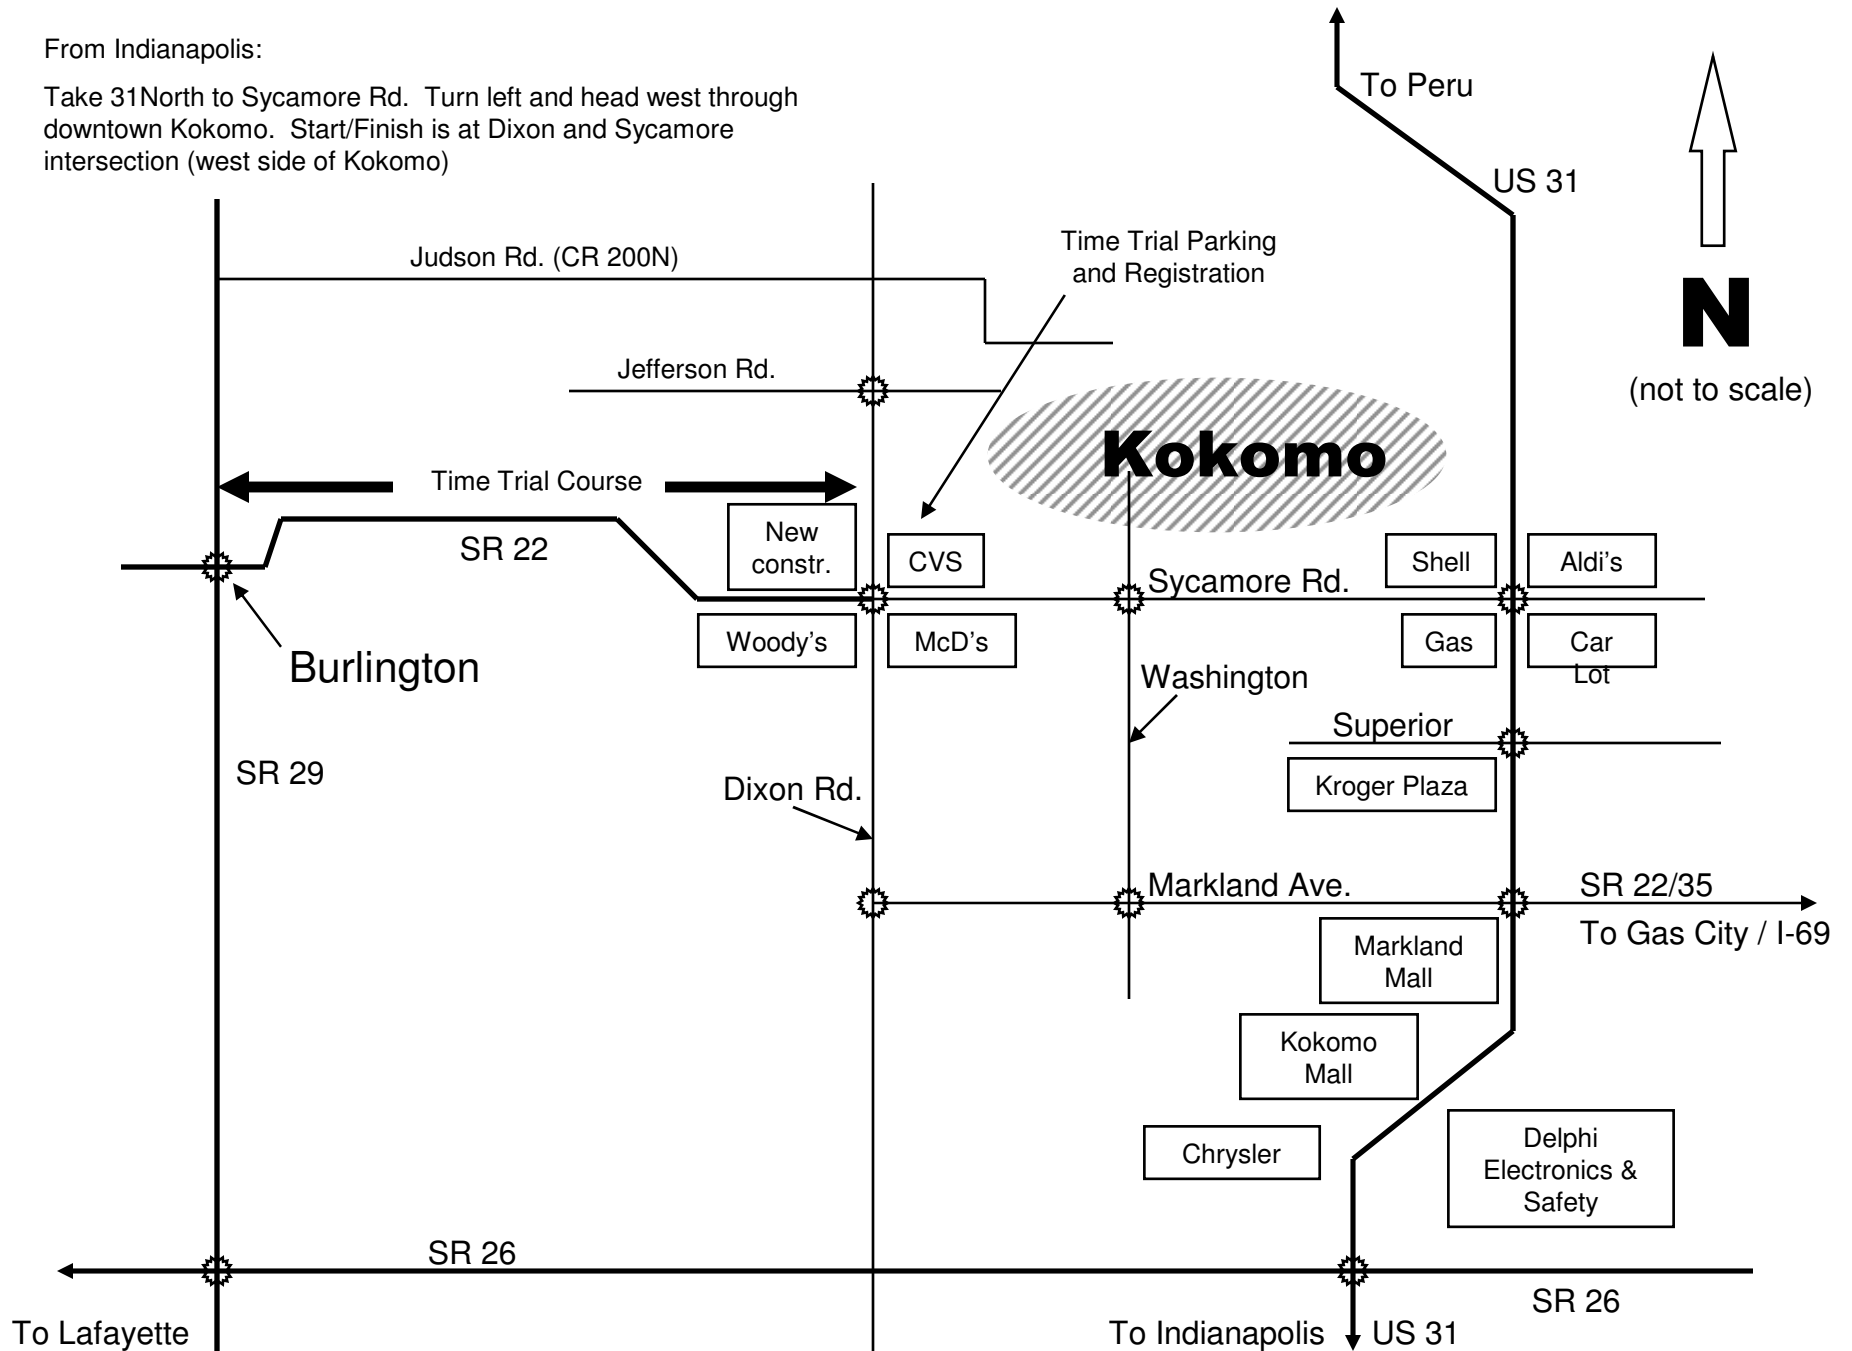 From Indianapolis:
Take 31North to Sycamore Rd.  Turn left and head west through
downtown Kokomo.  Start/Finish is at Dixon and Sycamore
intersection (west side of Kokomo)
To Peru
US 31
N
(not to scale)
Judson Rd. (CR 200N)
Time Trial Parking
and Registration
Jefferson Rd.
Kokomo
Time Trial Course
New
constr.
CVS
Shell
Aldi’s
SR 22
Sycamore Rd.
Woody’s
McD’s
Gas
Car
Lot
Burlington
Washington
Superior
SR 29
Dixon Rd.
Kroger Plaza
Markland Ave.
SR 22/35
To Gas City / I-69
Markland
Mall
Kokomo
Mall
Chrysler
Delphi
Electronics &
Safety
SR 26
SR 26
To Lafayette
To Indianapolis
US 31